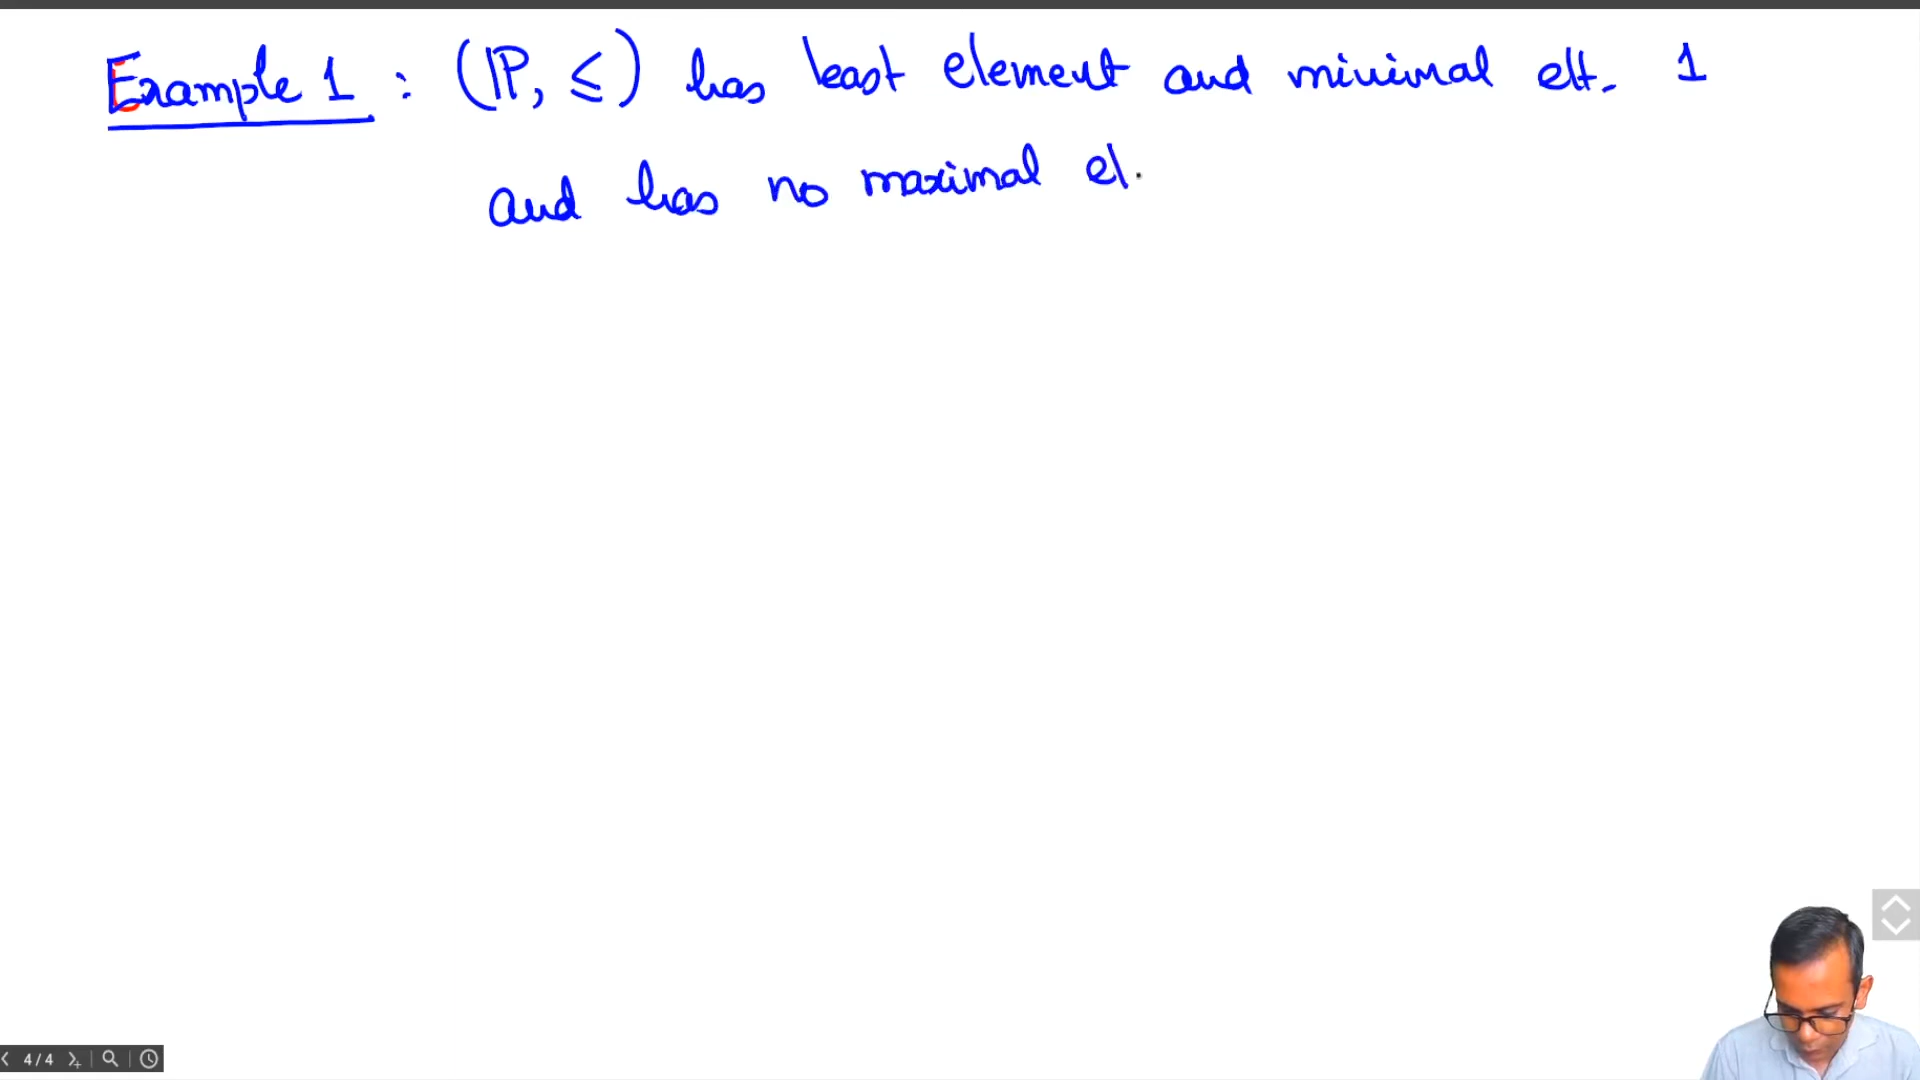 Example 1 : (ℙ, ≤) has least element and minimal elt. 1
and has no maximal el.
4/4